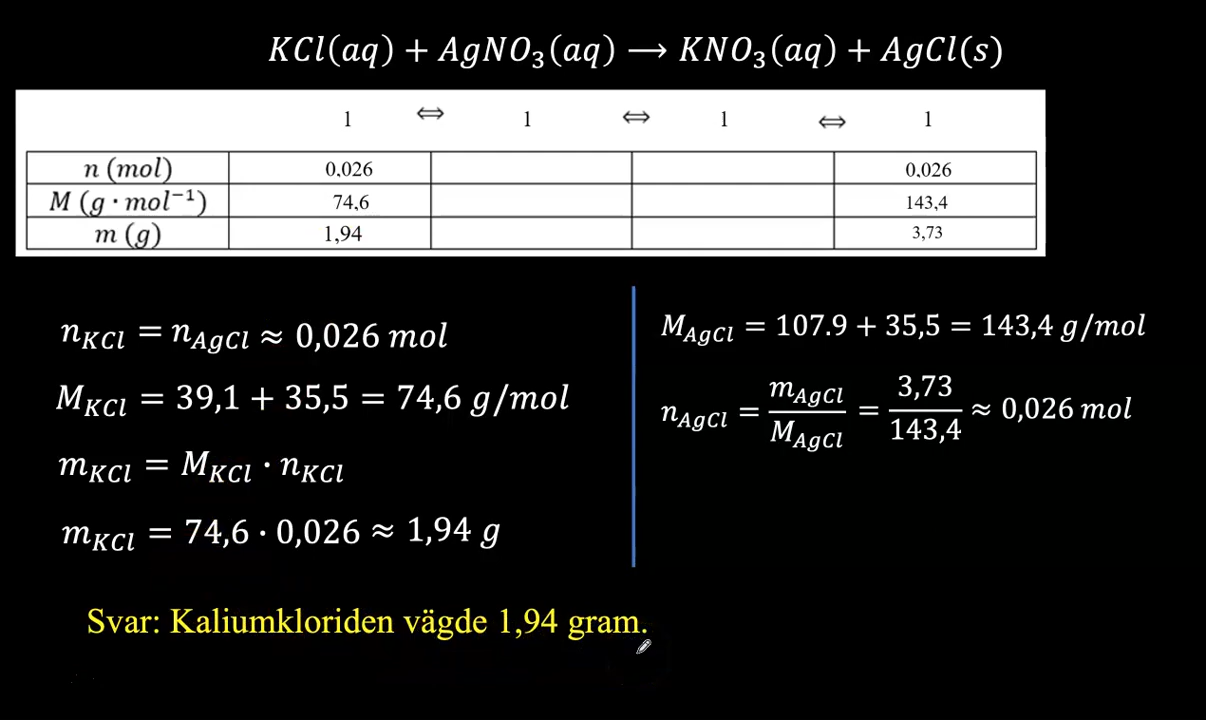 KCl(aq) + AgNO₃(aq) ⟶ KNO₃(aq) + AgCl(s)
1 ⇔ 1 ⇔ 1 ⇔ 1
n (mol) 0,026 0,026
M (g · mol⁻¹) 74,6 143,4
m (g) 1,94 3,73
n_KCl = n_AgCl ≈ 0,026 mol
M_KCl = 39,1 + 35,5 = 74,6 g/mol
m_KCl = M_KCl · n_KCl
m_KCl = 74,6 · 0,026 ≈ 1,94 g
M_AgCl = 107.9 + 35,5 = 143,4 g/mol
n_AgCl = m_AgCl / M_AgCl = 3,73 / 143,4 ≈ 0,026 mol
Svar: Kaliumkloriden vägde 1,94 gram.